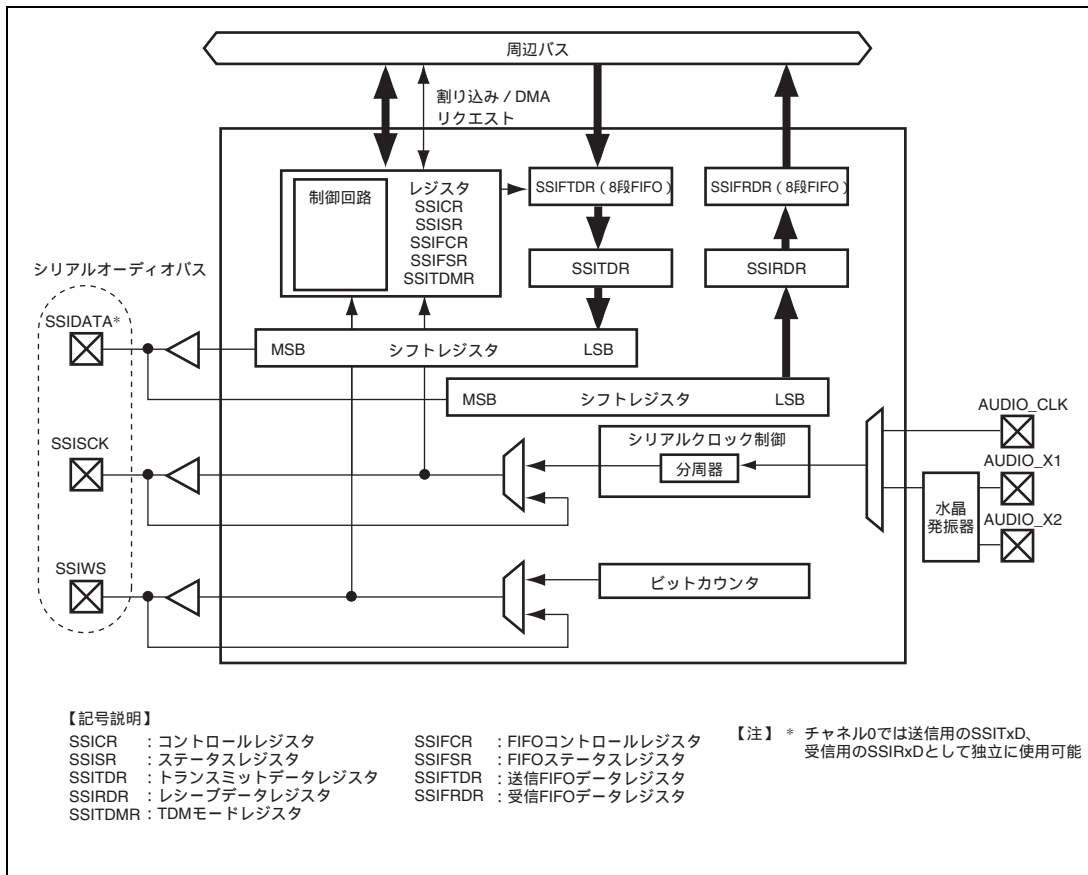 周辺バス
割り込み / DMA
リクエスト
制御回路
レジスタ
SSICR
SSISR
SSIFCR
SSIFSR
SSITDMR
SSIFTDR（8段FIFO）
SSIFRDR（8段FIFO）
SSITDR
SSIRDR
シリアルオーディオバス
SSIDATA*
MSB シフトレジスタ LSB
MSB シフトレジスタ LSB
SSISCK
シリアルクロック制御
分周器
AUDIO_CLK
AUDIO_X1
水晶
発振器
AUDIO_X2
SSIWS
ビットカウンタ
【記号説明】
SSICR ：コントロールレジスタ
SSISR ：ステータスレジスタ
SSITDR ：トランスミットデータレジスタ
SSIRDR ：レシーブデータレジスタ
SSITDMR ：TDMモードレジスタ
SSIFCR ：FIFOコントロールレジスタ
SSIFSR ：FIFOステータスレジスタ
SSIFTDR ：送信FIFOデータレジスタ
SSIFRDR ：受信FIFOデータレジスタ
【注】 * チャネル0では送信用のSSITxD、
受信用のSSIRxDとして独立に使用可能